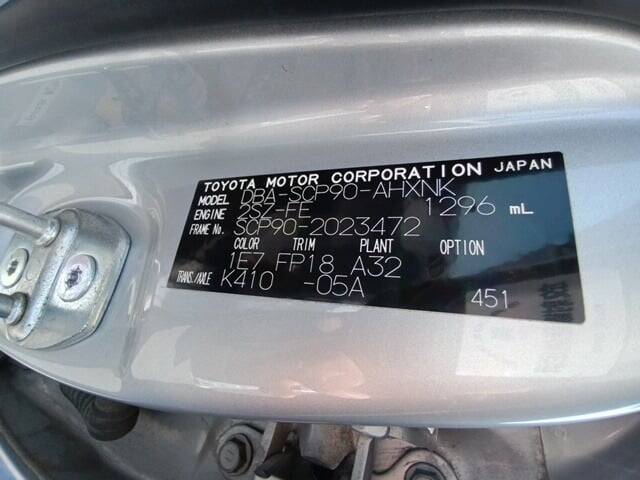 TOYOTA MOTOR CORPORATION JAPAN
MODEL DBA-SCP90-AHXNK
ENGINE 2SZ-FE 1296 mL
FRAME No. SCP90-2023472
COLOR TRIM PLANT OPTION
1E7 FP18 A32
TRANS./AXLE K410 -05A
451